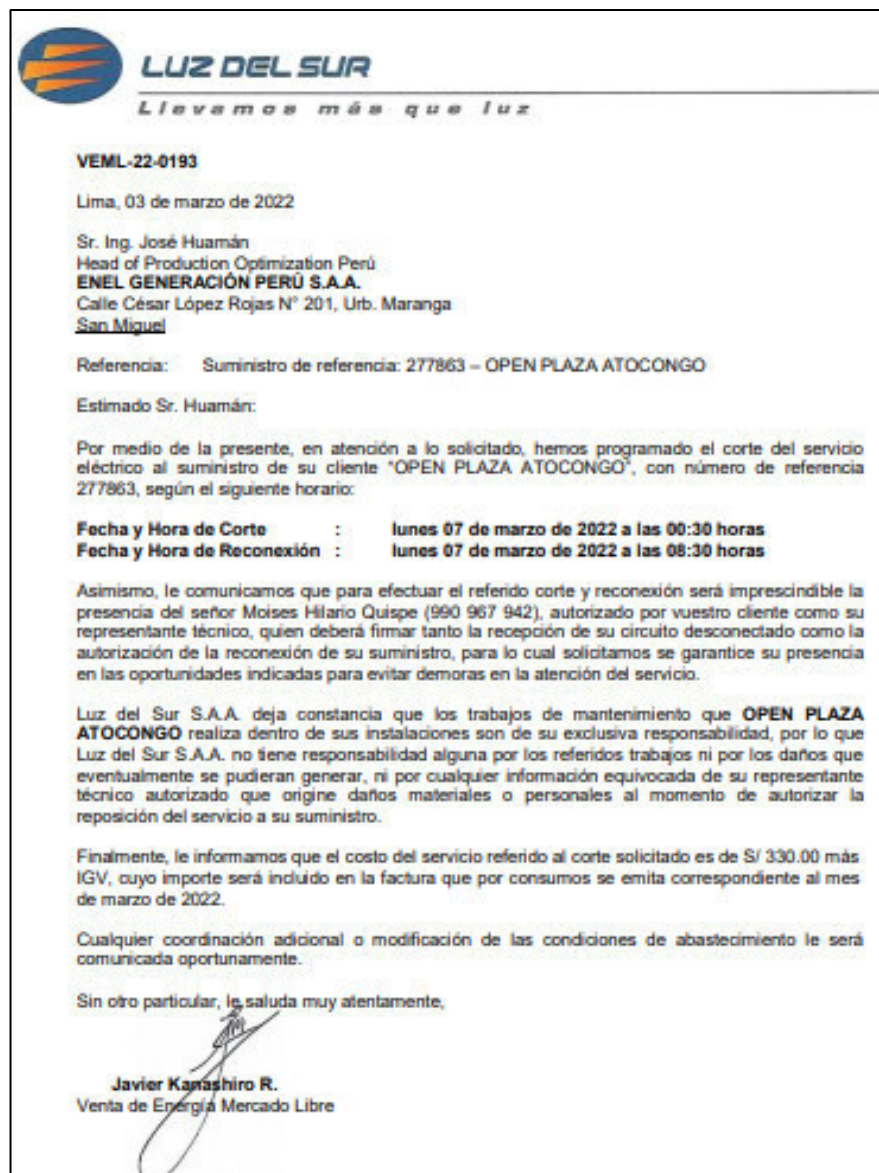 LUZ DEL SUR
Llevamos más que luz
VEML-22-0193
Lima, 03 de marzo de 2022
Sr. Ing. José Huamán
Head of Production Optimization Perú
ENEL GENERACIÓN PERÚ S.A.A.
Calle César López Rojas N° 201, Urb. Maranga
San Miguel
Referencia: Suministro de referencia: 277863 – OPEN PLAZA ATOCONGO
Estimado Sr. Huamán:
Por medio de la presente, en atención a lo solicitado, hemos programado el corte del servicio
eléctrico al suministro de su cliente "OPEN PLAZA ATOCONGO", con número de referencia
277863, según el siguiente horario:
Fecha y Hora de Corte : lunes 07 de marzo de 2022 a las 00:30 horas
Fecha y Hora de Reconexión : lunes 07 de marzo de 2022 a las 08:30 horas
Asimismo, le comunicamos que para efectuar el referido corte y reconexión será imprescindible la
presencia del señor Moises Hilario Quispe (990 967 942), autorizado por vuestro cliente como su
representante técnico, quien deberá firmar tanto la recepción de su circuito desconectado como la
autorización de la reconexión de su suministro, para lo cual solicitamos se garantice su presencia
en las oportunidades indicadas para evitar demoras en la atención del servicio.
Luz del Sur S.A.A. deja constancia que los trabajos de mantenimiento que OPEN PLAZA
ATOCONGO realiza dentro de sus instalaciones son de su exclusiva responsabilidad, por lo que
Luz del Sur S.A.A. no tiene responsabilidad alguna por los referidos trabajos ni por los daños que
eventualmente se pudieran generar, ni por cualquier información equivocada de su representante
técnico autorizado que origine daños materiales o personales al momento de autorizar la
reposición del servicio a su suministro.
Finalmente, le informamos que el costo del servicio referido al corte solicitado es de S/ 330.00 más
IGV, cuyo importe será incluido en la factura que por consumos se emita correspondiente al mes
de marzo de 2022.
Cualquier coordinación adicional o modificación de las condiciones de abastecimiento le será
comunicada oportunamente.
Sin otro particular, le saluda muy atentamente,
Javier Kanashiro R.
Venta de Energía Mercado Libre